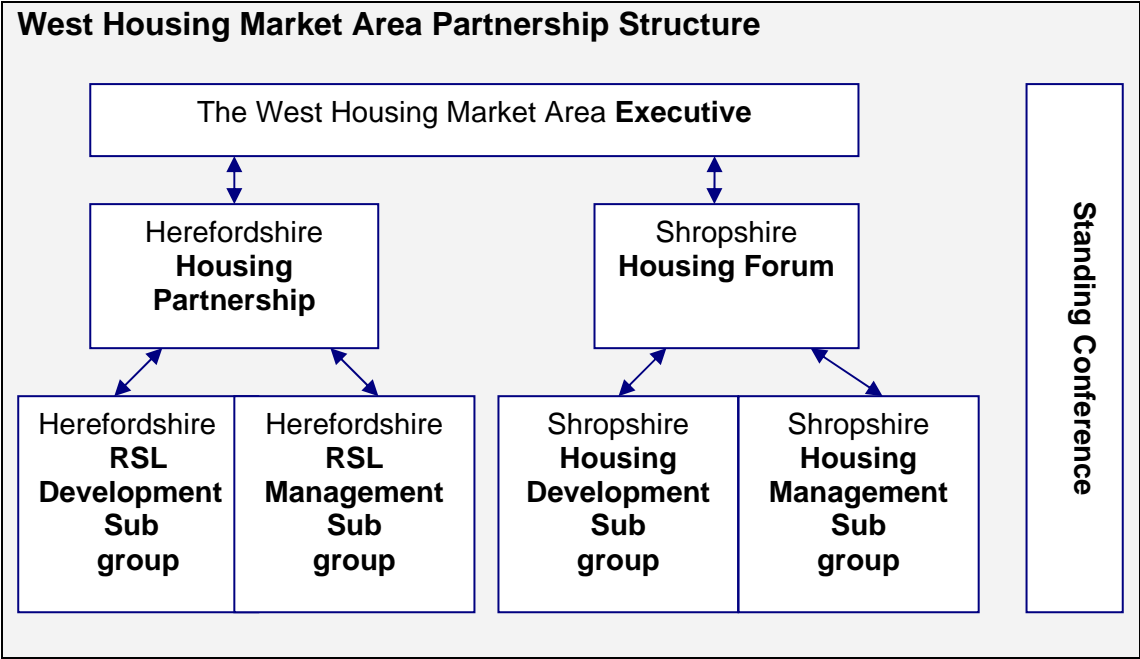 West Housing Market Area Partnership Structure
The West Housing Market Area Executive
Herefordshire
Housing
Partnership
Shropshire
Housing Forum
Herefordshire
RSL
Development
Sub
group
Herefordshire
RSL
Management
Sub
group
Shropshire
Housing
Development
Sub
group
Shropshire
Housing
Management
Sub
group
Standing Conference